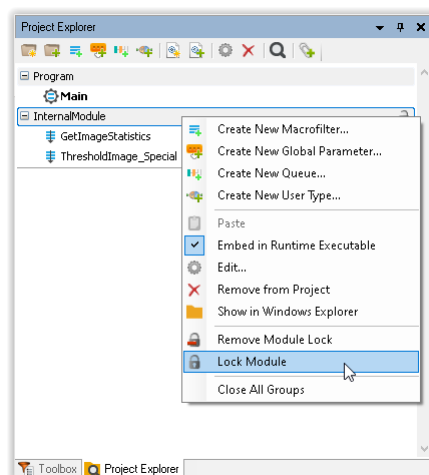 Project Explorer
Program
Main
InternalModule
GetImageStatistics
ThresholdImage_Special
Create New Macrofilter...
Create New Global Parameter...
Create New Queue...
Create New User Type...
Paste
Embed in Runtime Executable
Edit...
Remove from Project
Show in Windows Explorer
Remove Module Lock
Lock Module
Close All Groups
Toolbox Project Explorer